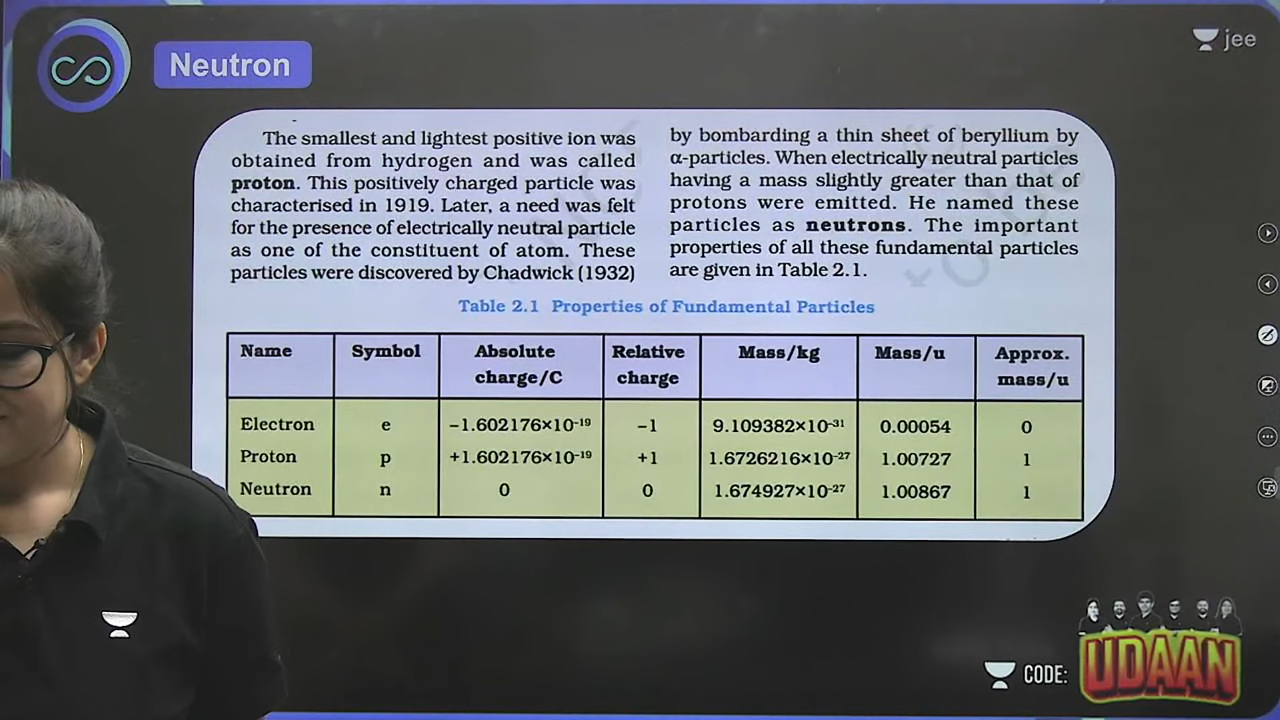 Neutron
jee
The smallest and lightest positive ion was
obtained from hydrogen and was called
proton. This positively charged particle was
characterised in 1919. Later, a need was felt
for the presence of electrically neutral particle
as one of the constituent of atom. These
particles were discovered by Chadwick (1932)
by bombarding a thin sheet of beryllium by
α-particles. When electrically neutral particles
having a mass slightly greater than that of
protons were emitted. He named these
particles as neutrons. The important
properties of all these fundamental particles
are given in Table 2.1.
Table 2.1 Properties of Fundamental Particles
Name Symbol Absolute charge/C Relative charge Mass/kg Mass/u Approx. mass/u
Electron e −1.602176×10⁻¹⁹ −1 9.109382×10⁻³¹ 0.00054 0
Proton p +1.602176×10⁻¹⁹ +1 1.6726216×10⁻²⁷ 1.00727 1
Neutron n 0 0 1.674927×10⁻²⁷ 1.00867 1
CODE: UDAAN